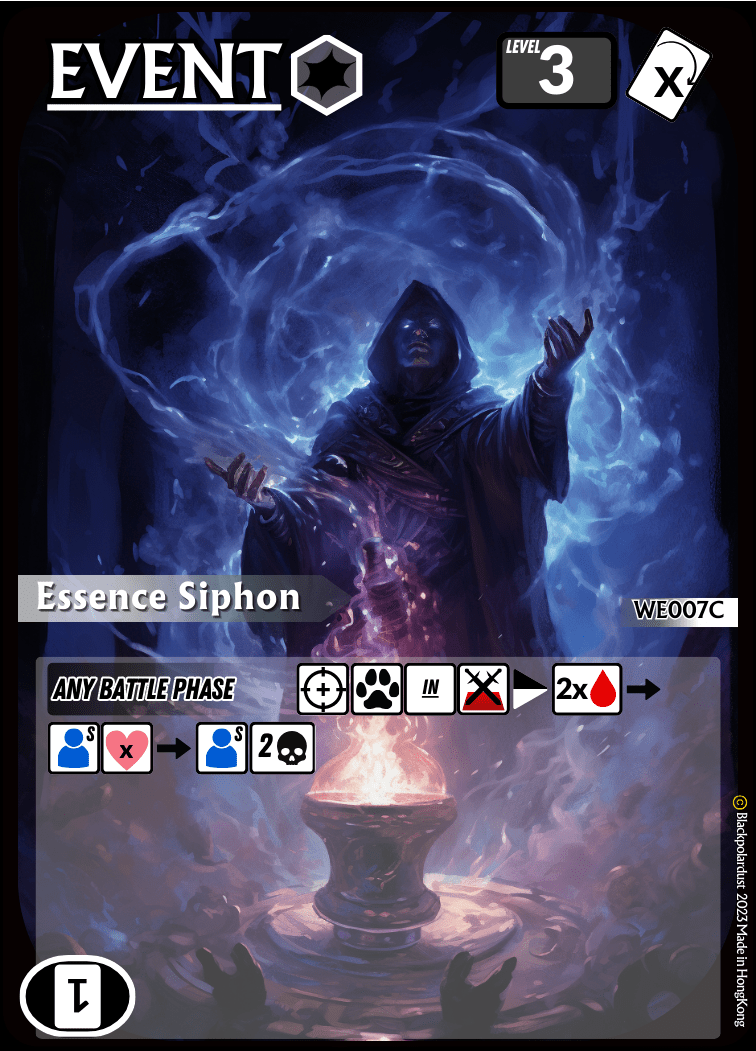 EVENT
LEVEL 3
X
Essence Siphon
WE007C
ANY BATTLE PHASE IN 2x
S x S 2
© Blackpolardust 2023 Made in HongKong
1